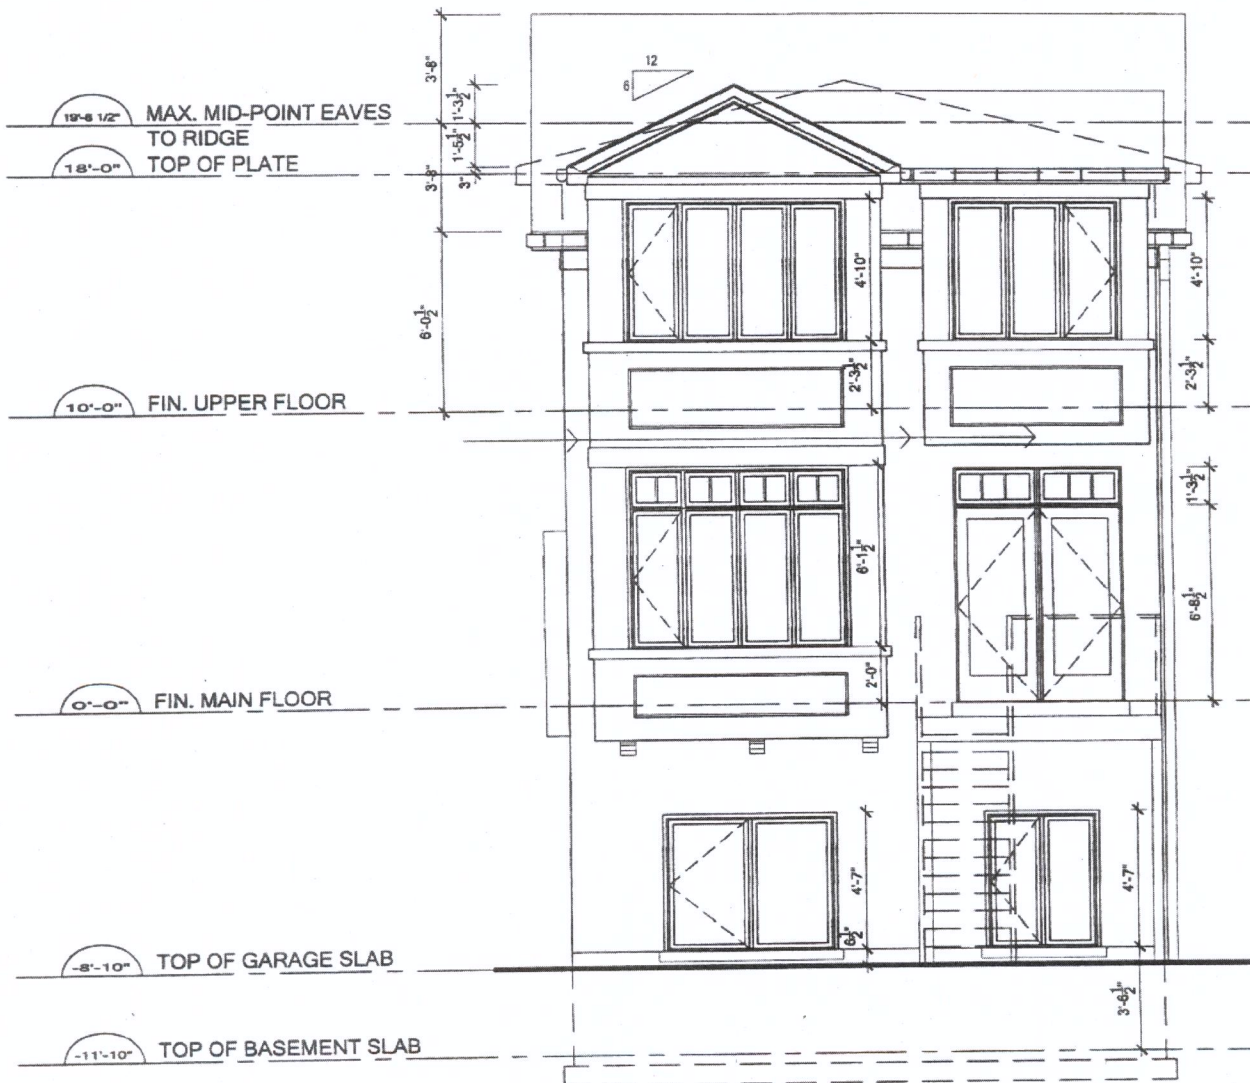 12
6
3'-8"
1'-3½"
19'-6 1/2" MAX. MID-POINT EAVES
TO RIDGE
1'-5½"
18'-0" TOP OF PLATE
3'-8"
3"
4'-10"
4'-10"
6'-0½"
2'-3½"
2'-3½"
10'-0" FIN. UPPER FLOOR
1'-3½"
6'-1½"
6'-8½"
2'-0"
0'-0" FIN. MAIN FLOOR
4'-7"
4'-7"
6½"
-8'-10" TOP OF GARAGE SLAB
3'-6½"
-11'-10" TOP OF BASEMENT SLAB